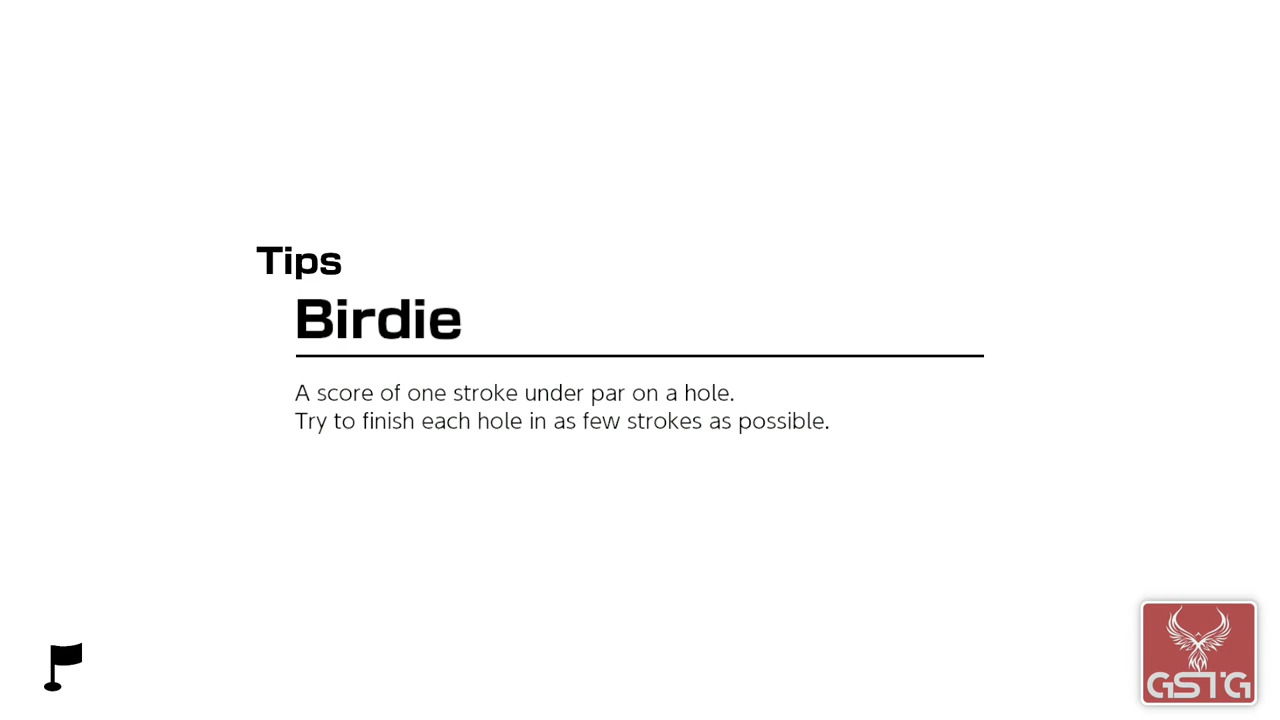 Tips
Birdie
A score of one stroke under par on a hole.
Try to finish each hole in as few strokes as possible.
GSTG